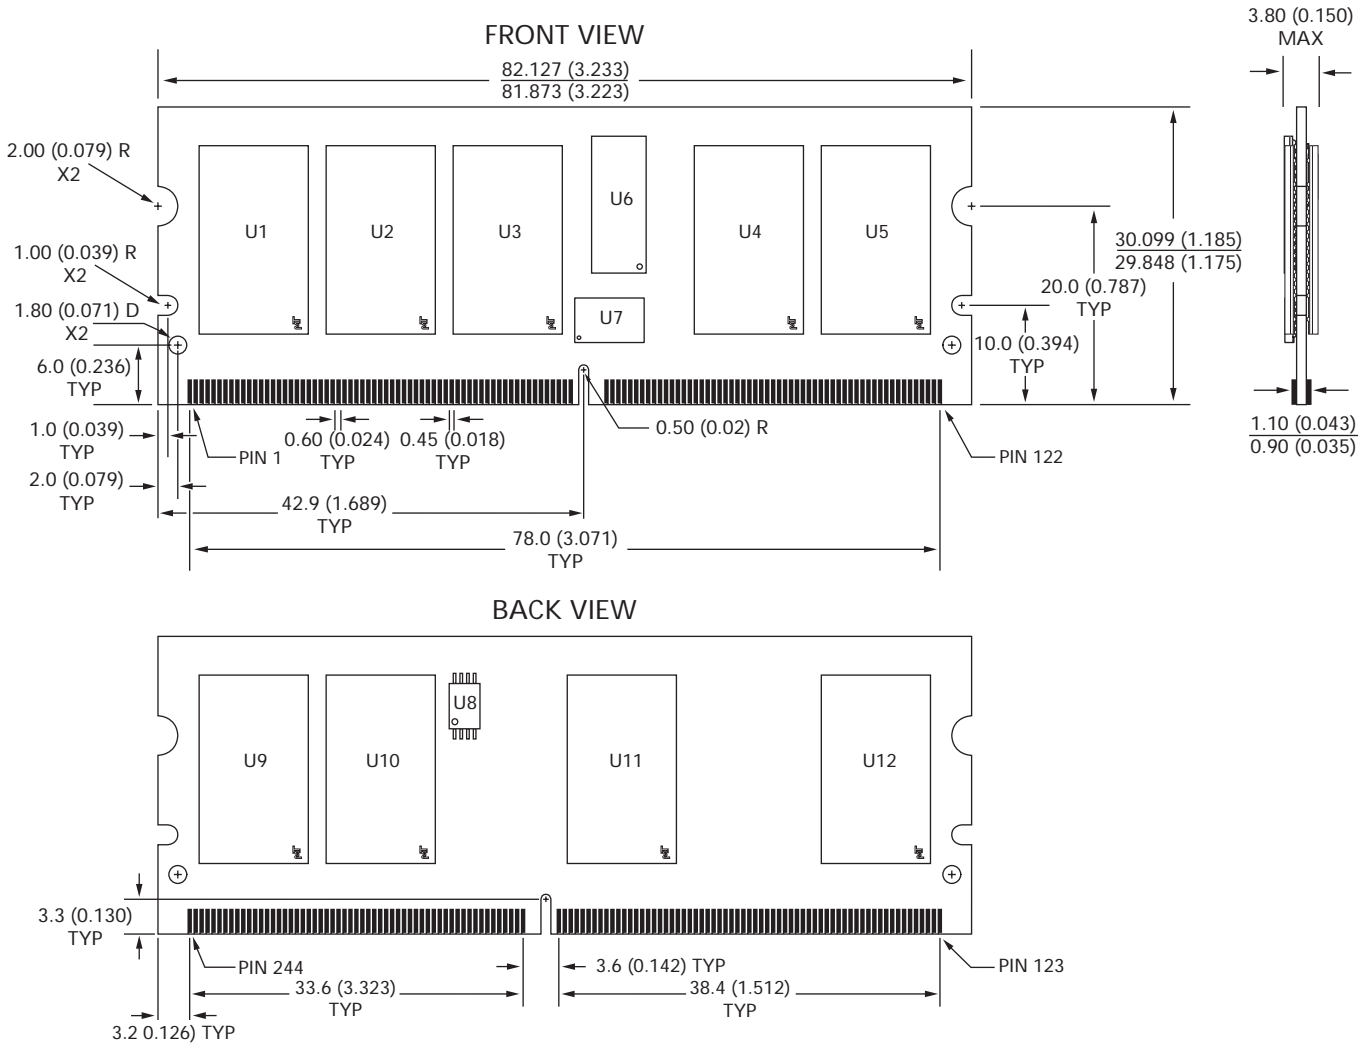 FRONT VIEW
3.80 (0.150)
MAX
82.127 (3.233)
81.873 (3.223)
2.00 (0.079) R
X2
U1
U2
U3
U6
U4
U5
30.099 (1.185)
29.848 (1.175)
1.00 (0.039) R
X2
20.0 (0.787)
TYP
1.80 (0.071) D
X2
U7
10.0 (0.394)
TYP
6.0 (0.236)
TYP
1.0 (0.039)
TYP
PIN 1
0.60 (0.024)
TYP
0.45 (0.018)
TYP
0.50 (0.02) R
PIN 122
1.10 (0.043)
0.90 (0.035)
2.0 (0.079)
TYP
42.9 (1.689)
TYP
78.0 (3.071)
TYP
BACK VIEW
U8
U9
U10
U11
U12
3.3 (0.130)
TYP
PIN 244
3.6 (0.142) TYP
PIN 123
33.6 (3.323)
TYP
38.4 (1.512)
TYP
3.2 0.126) TYP